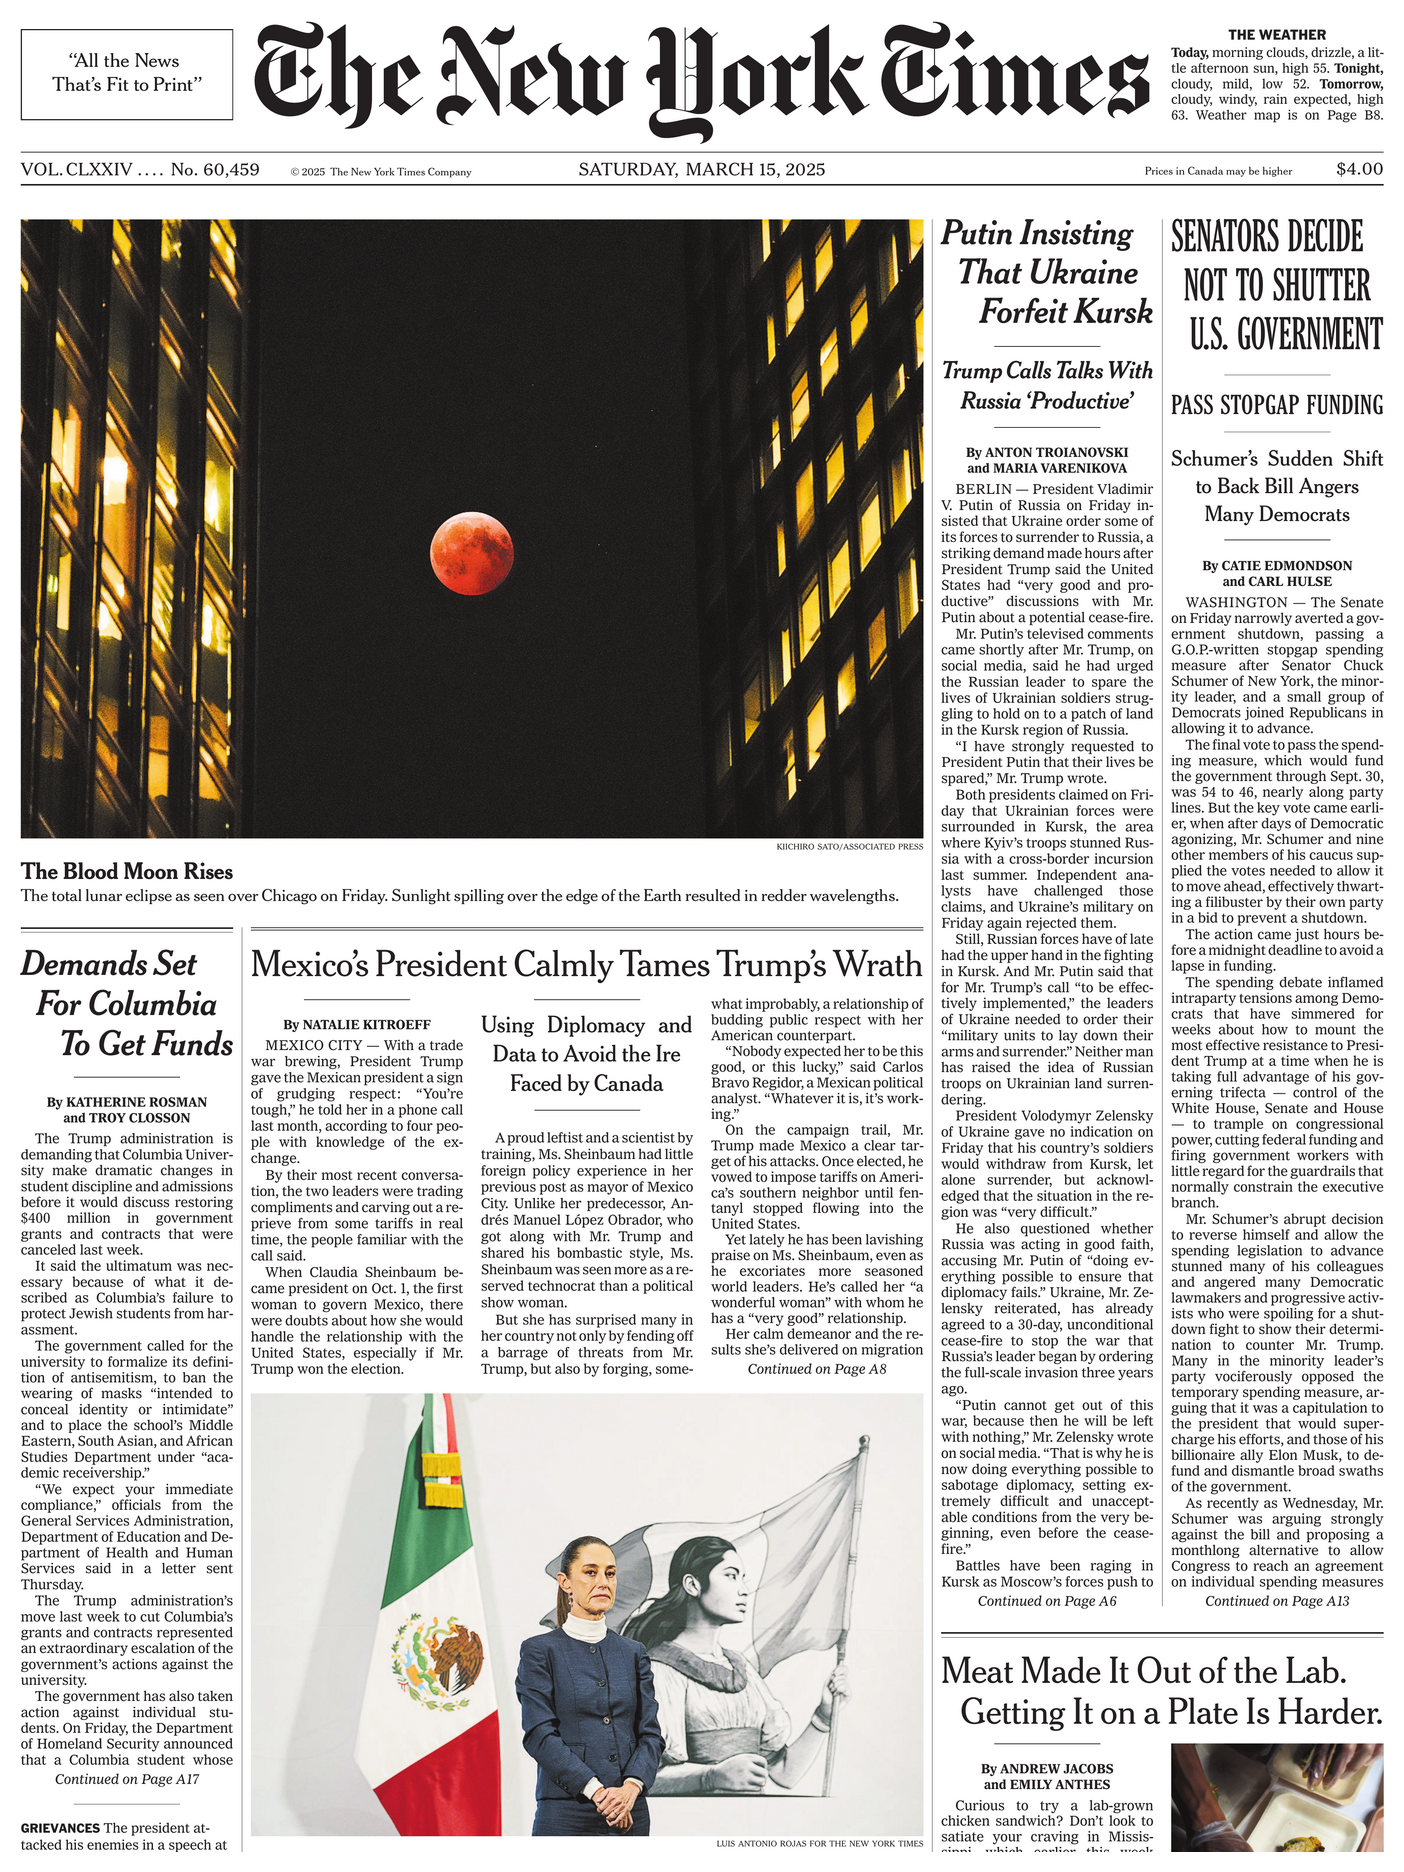 “All the News
That’s Fit to Print”
The New York Times
THE WEATHER
Today, morning clouds, drizzle, a lit-
tle afternoon sun, high 55. Tonight,
cloudy, mild, low 52. Tomorrow,
cloudy, windy, rain expected, high
63. Weather map is on Page B8.
VOL. CLXXIV .... No. 60,459
© 2025 The New York Times Company
SATURDAY, MARCH 15, 2025
Prices in Canada may be higher
$4.00
KIICHIRO SATO/ASSOCIATED PRESS
The Blood Moon Rises
The total lunar eclipse as seen over Chicago on Friday. Sunlight spilling over the edge of the Earth resulted in redder wavelengths.
Demands Set
For Columbia
To Get Funds
By KATHERINE ROSMAN
and TROY CLOSSON
The Trump administration is
demanding that Columbia Univer-
sity make dramatic changes in
student discipline and admissions
before it would discuss restoring
$400 million in government
grants and contracts that were
canceled last week.
It said the ultimatum was nec-
essary because of what it de-
scribed as Columbia’s failure to
protect Jewish students from har-
assment.
The government called for the
university to formalize its defini-
tion of antisemitism, to ban the
wearing of masks “intended to
conceal identity or intimidate”
and to place the school’s Middle
Eastern, South Asian, and African
Studies Department under “aca-
demic receivership.”
“We expect your immediate
compliance,” officials from the
General Services Administration,
Department of Education and De-
partment of Health and Human
Services said in a letter sent
Thursday.
The Trump administration’s
move last week to cut Columbia’s
grants and contracts represented
an extraordinary escalation of the
government’s actions against the
university.
The government has also taken
action against individual stu-
dents. On Friday, the Department
of Homeland Security announced
that a Columbia student whose
Continued on Page A17
GRIEVANCES The president at-
tacked his enemies in a speech at
Mexico’s President Calmly Tames Trump’s Wrath
By NATALIE KITROEFF
MEXICO CITY — With a trade
war brewing, President Trump
gave the Mexican president a sign
of grudging respect: “You’re
tough,” he told her in a phone call
last month, according to four peo-
ple with knowledge of the ex-
change.
By their most recent conversa-
tion, the two leaders were trading
compliments and carving out a re-
prieve from some tariffs in real
time, the people familiar with the
call said.
When Claudia Sheinbaum be-
came president on Oct. 1, the first
woman to govern Mexico, there
were doubts about how she would
handle the relationship with the
United States, especially if Mr.
Trump won the election.
Using Diplomacy and
Data to Avoid the Ire
Faced by Canada
A proud leftist and a scientist by
training, Ms. Sheinbaum had little
foreign policy experience in her
previous post as mayor of Mexico
City. Unlike her predecessor, An-
drés Manuel López Obrador, who
got along with Mr. Trump and
shared his bombastic style, Ms.
Sheinbaum was seen more as a re-
served technocrat than a political
show woman.
But she has surprised many in
her country not only by fending off
a barrage of threats from Mr.
Trump, but also by forging, some-
what improbably, a relationship of
budding public respect with her
American counterpart.
“Nobody expected her to be this
good, or this lucky,” said Carlos
Bravo Regidor, a Mexican political
analyst. “Whatever it is, it’s work-
ing.”
On the campaign trail, Mr.
Trump made Mexico a clear tar-
get of his attacks. Once elected, he
vowed to impose tariffs on Ameri-
ca’s southern neighbor until fen-
tanyl stopped flowing into the
United States.
Yet lately he has been lavishing
praise on Ms. Sheinbaum, even as
he excoriates more seasoned
world leaders. He’s called her “a
wonderful woman” with whom he
has a “very good” relationship.
Her calm demeanor and the re-
sults she’s delivered on migration
Continued on Page A8
LUIS ANTONIO ROJAS FOR THE NEW YORK TIMES
Putin Insisting
That Ukraine
Forfeit Kursk
Trump Calls Talks With
Russia ‘Productive’
By ANTON TROIANOVSKI
and MARIA VARENIKOVA
BERLIN — President Vladimir
V. Putin of Russia on Friday in-
sisted that Ukraine order some of
its forces to surrender to Russia, a
striking demand made hours after
President Trump said the United
States had “very good and pro-
ductive” discussions with Mr.
Putin about a potential cease-fire.
Mr. Putin’s televised comments
came shortly after Mr. Trump, on
social media, said he had urged
the Russian leader to spare the
lives of Ukrainian soldiers strug-
gling to hold on to a patch of land
in the Kursk region of Russia.
“I have strongly requested to
President Putin that their lives be
spared,” Mr. Trump wrote.
Both presidents claimed on Fri-
day that Ukrainian forces were
surrounded in Kursk, the area
where Kyiv’s troops stunned Rus-
sia with a cross-border incursion
last summer. Independent ana-
lysts have challenged those
claims, and Ukraine’s military on
Friday again rejected them.
Still, Russian forces have of late
had the upper hand in the fighting
in Kursk. And Mr. Putin said that
for Mr. Trump’s call “to be effec-
tively implemented,” the leaders
of Ukraine needed to order their
“military units to lay down their
arms and surrender.” Neither man
has raised the idea of Russian
troops on Ukrainian land surren-
dering.
President Volodymyr Zelensky
of Ukraine gave no indication on
Friday that his country’s soldiers
would withdraw from Kursk, let
alone surrender, but acknowl-
edged that the situation in the re-
gion was “very difficult.”
He also questioned whether
Russia was acting in good faith,
accusing Mr. Putin of “doing ev-
erything possible to ensure that
diplomacy fails.” Ukraine, Mr. Ze-
lensky reiterated, has already
agreed to a 30-day, unconditional
cease-fire to stop the war that
Russia’s leader began by ordering
the full-scale invasion three years
ago.
“Putin cannot get out of this
war, because then he will be left
with nothing,” Mr. Zelensky wrote
on social media. “That is why he is
now doing everything possible to
sabotage diplomacy, setting ex-
tremely difficult and unaccept-
able conditions from the very be-
ginning, even before the cease-
fire.”
Battles have been raging in
Kursk as Moscow’s forces push to
Continued on Page A6
SENATORS DECIDE
NOT TO SHUTTER
U.S. GOVERNMENT
PASS STOPGAP FUNDING
Schumer’s Sudden Shift
to Back Bill Angers
Many Democrats
By CATIE EDMONDSON
and CARL HULSE
WASHINGTON — The Senate
on Friday narrowly averted a gov-
ernment shutdown, passing a
G.O.P.-written stopgap spending
measure after Senator Chuck
Schumer of New York, the minor-
ity leader, and a small group of
Democrats joined Republicans in
allowing it to advance.
The final vote to pass the spend-
ing measure, which would fund
the government through Sept. 30,
was 54 to 46, nearly along party
lines. But the key vote came earli-
er, when after days of Democratic
agonizing, Mr. Schumer and nine
other members of his caucus sup-
plied the votes needed to allow it
to move ahead, effectively thwart-
ing a filibuster by their own party
in a bid to prevent a shutdown.
The action came just hours be-
fore a midnight deadline to avoid a
lapse in funding.
The spending debate inflamed
intraparty tensions among Demo-
crats that have simmered for
weeks about how to mount the
most effective resistance to Presi-
dent Trump at a time when he is
taking full advantage of his gov-
erning trifecta — control of the
White House, Senate and House
— to trample on congressional
power, cutting federal funding and
firing government workers with
little regard for the guardrails that
normally constrain the executive
branch.
Mr. Schumer’s abrupt decision
to reverse himself and allow the
spending legislation to advance
stunned many of his colleagues
and angered many Democratic
lawmakers and progressive activ-
ists who were spoiling for a shut-
down fight to show their determi-
nation to counter Mr. Trump.
Many in the minority leader’s
party vociferously opposed the
temporary spending measure, ar-
guing that it was a capitulation to
the president that would super-
charge his efforts, and those of his
billionaire ally Elon Musk, to de-
fund and dismantle broad swaths
of the government.
As recently as Wednesday, Mr.
Schumer was arguing strongly
against the bill and proposing a
monthlong alternative to allow
Congress to reach an agreement
on individual spending measures
Continued on Page A13
Meat Made It Out of the Lab.
Getting It on a Plate Is Harder.
By ANDREW JACOBS
and EMILY ANTHES
Curious to try a lab-grown
chicken sandwich? Don’t look to
satiate your craving in Missis-
sippi, which earlier this week